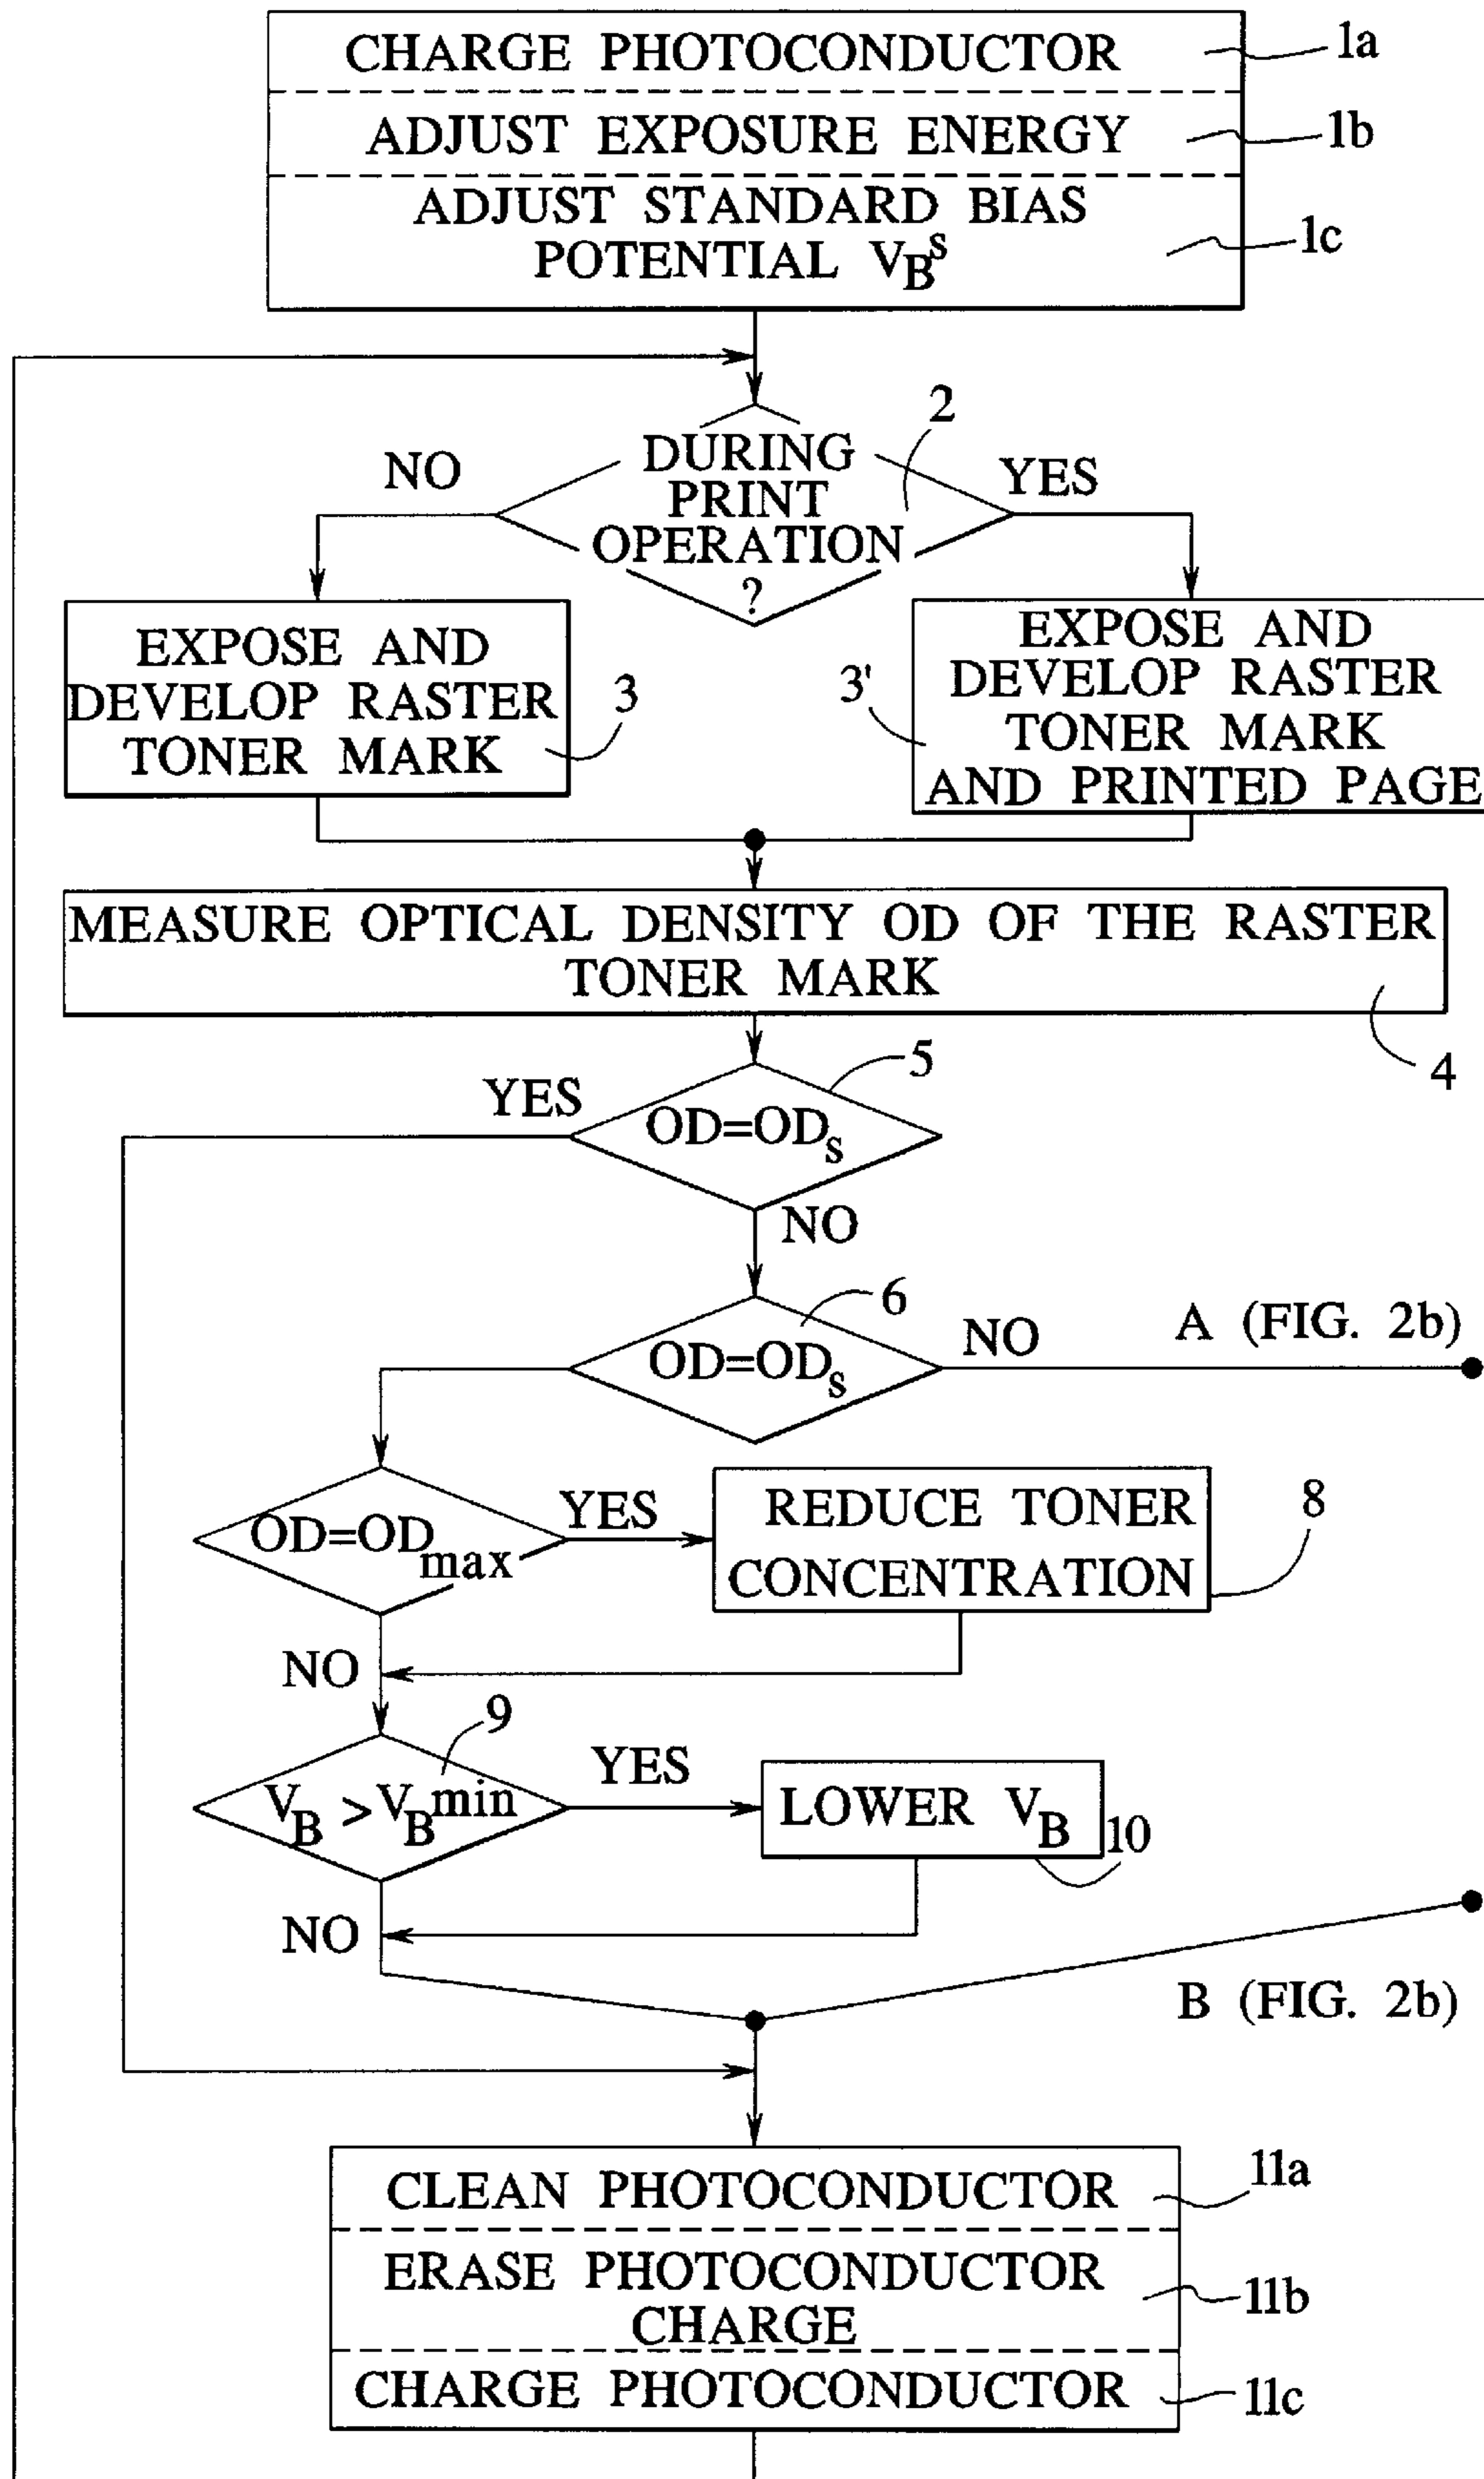 CHARGE PHOTOCONDUCTOR
1a
ADJUST EXPOSURE ENERGY
1b
ADJUST STANDARD BIAS
POTENTIAL V_B^s
1c
2
NO
DURING
PRINT
OPERATION
?
YES
EXPOSE AND
DEVELOP RASTER
TONER MARK
3
3'
EXPOSE AND
DEVELOP RASTER
TONER MARK
AND PRINTED PAGE
MEASURE OPTICAL DENSITY OD OF THE RASTER
TONER MARK
4
5
YES
OD=OD_s
NO
6
OD=OD_s
NO
A (FIG. 2b)
OD=OD_max
YES
REDUCE TONER
CONCENTRATION
8
NO
9
V_B > V_B^min
YES
LOWER V_B
10
NO
B (FIG. 2b)
CLEAN PHOTOCONDUCTOR
11a
ERASE PHOTOCONDUCTOR
CHARGE
11b
CHARGE PHOTOCONDUCTOR
11c